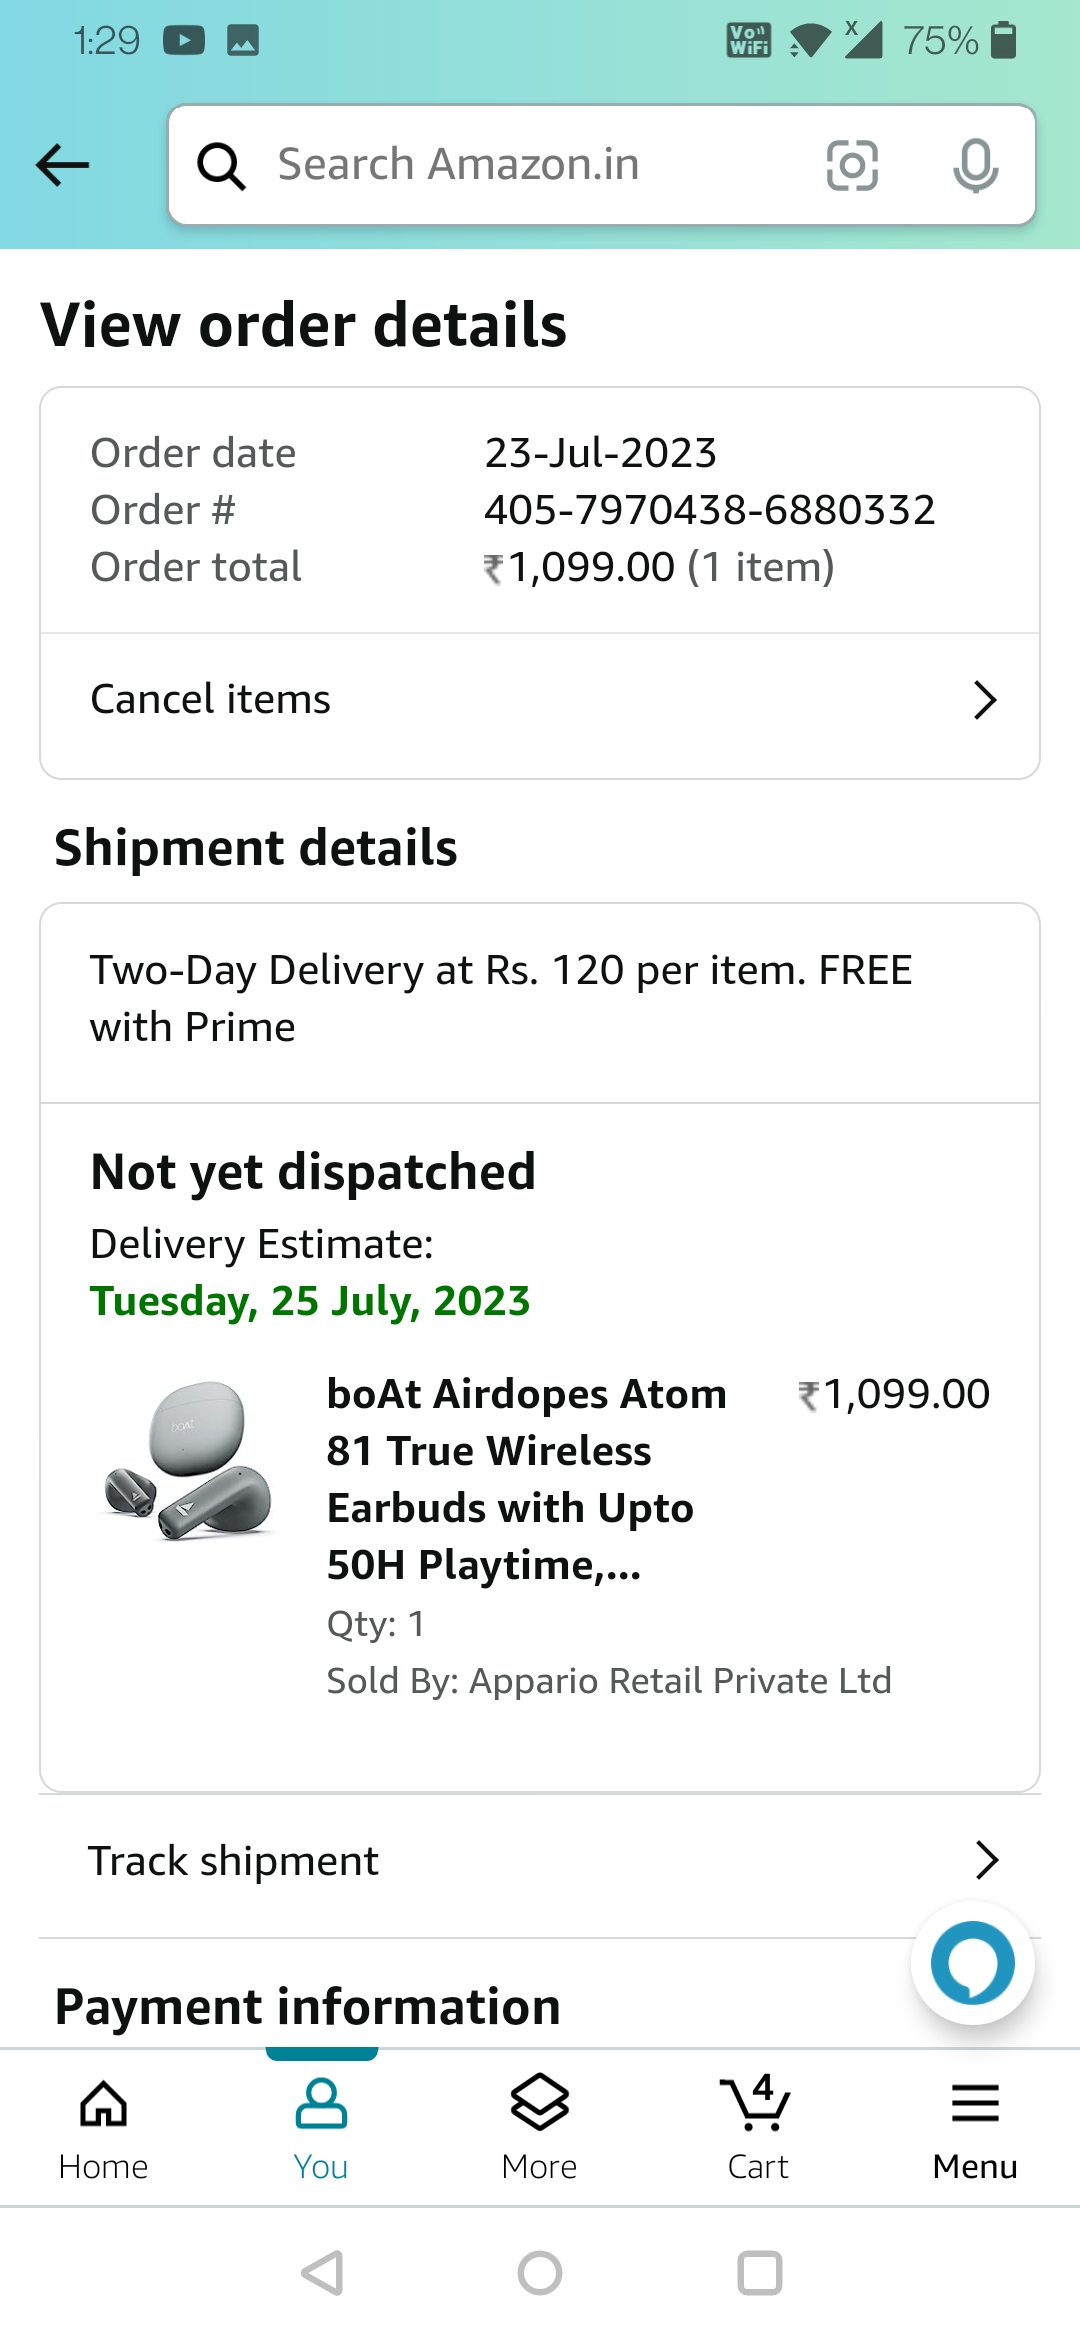 1:29
Vo WiFi
X
75%
Search Amazon.in
View order details
Order date 23-Jul-2023
Order # 405-7970438-6880332
Order total ₹1,099.00 (1 item)
Cancel items
Shipment details
Two-Day Delivery at Rs. 120 per item. FREE
with Prime
Not yet dispatched
Delivery Estimate:
Tuesday, 25 July, 2023
boAt
boAt Airdopes Atom ₹1,099.00
81 True Wireless
Earbuds with Upto
50H Playtime,...
Qty: 1
Sold By: Appario Retail Private Ltd
Track shipment
Payment information
4
Home You More Cart Menu